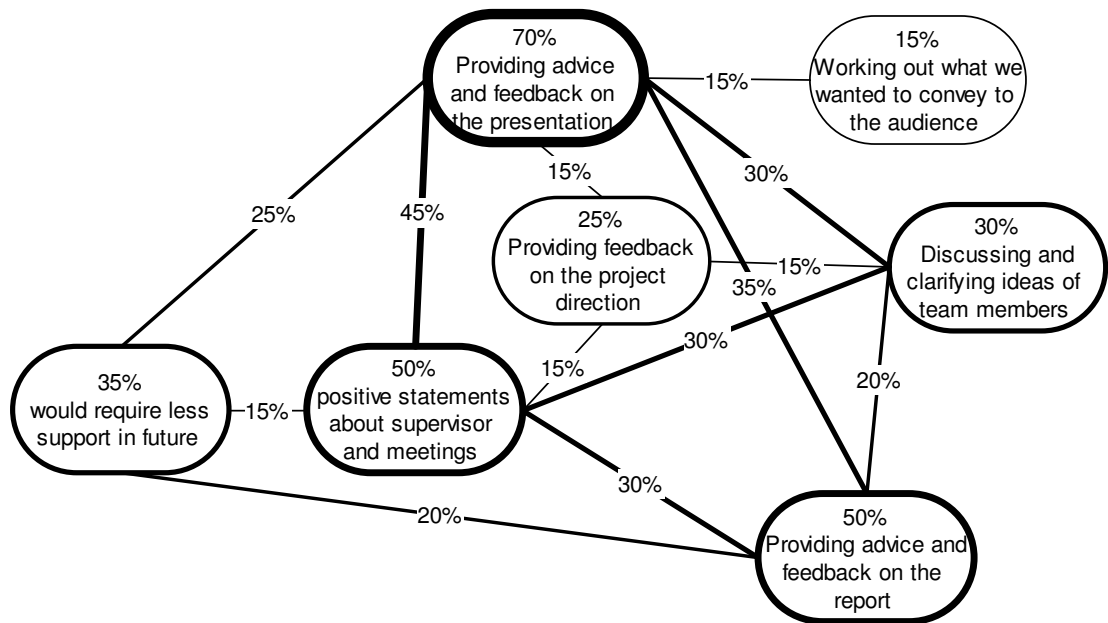 70%
Providing advice
and feedback on
the presentation
15%
Working out what we
wanted to convey to
the audience
15%
15%
30%
25%
45%
25%
Providing feedback
on the project
direction
30%
Discussing and
clarifying ideas of
team members
15%
35%
30%
15%
20%
35%
would require less
support in future
15%
50%
positive statements
about supervisor
and meetings
30%
20%
50%
Providing advice and
feedback on the
report